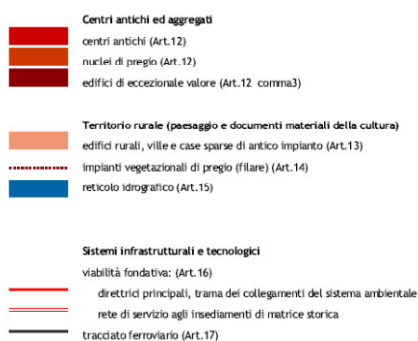 Centri antichi ed aggregati
centri antichi (Art.12)
nuclei di pregio (Art.12)
edifici di eccezionale valore (Art.12 comma3)
Territorio rurale (paesaggio e documenti materiali della cultura)
edifici rurali, ville e case sparse di antico impianto (Art.13)
impianti vegetazionali di pregio (filare) (Art.14)
reticolo idrografico (Art.15)
Sistemi infrastrutturali e tecnologici
viabilità fondativa: (Art.16)
direttrici principali, trama dei collegamenti del sistema ambientale
rete di servizio agli insediamenti di matrice storica
tracciato ferroviario (Art.17)